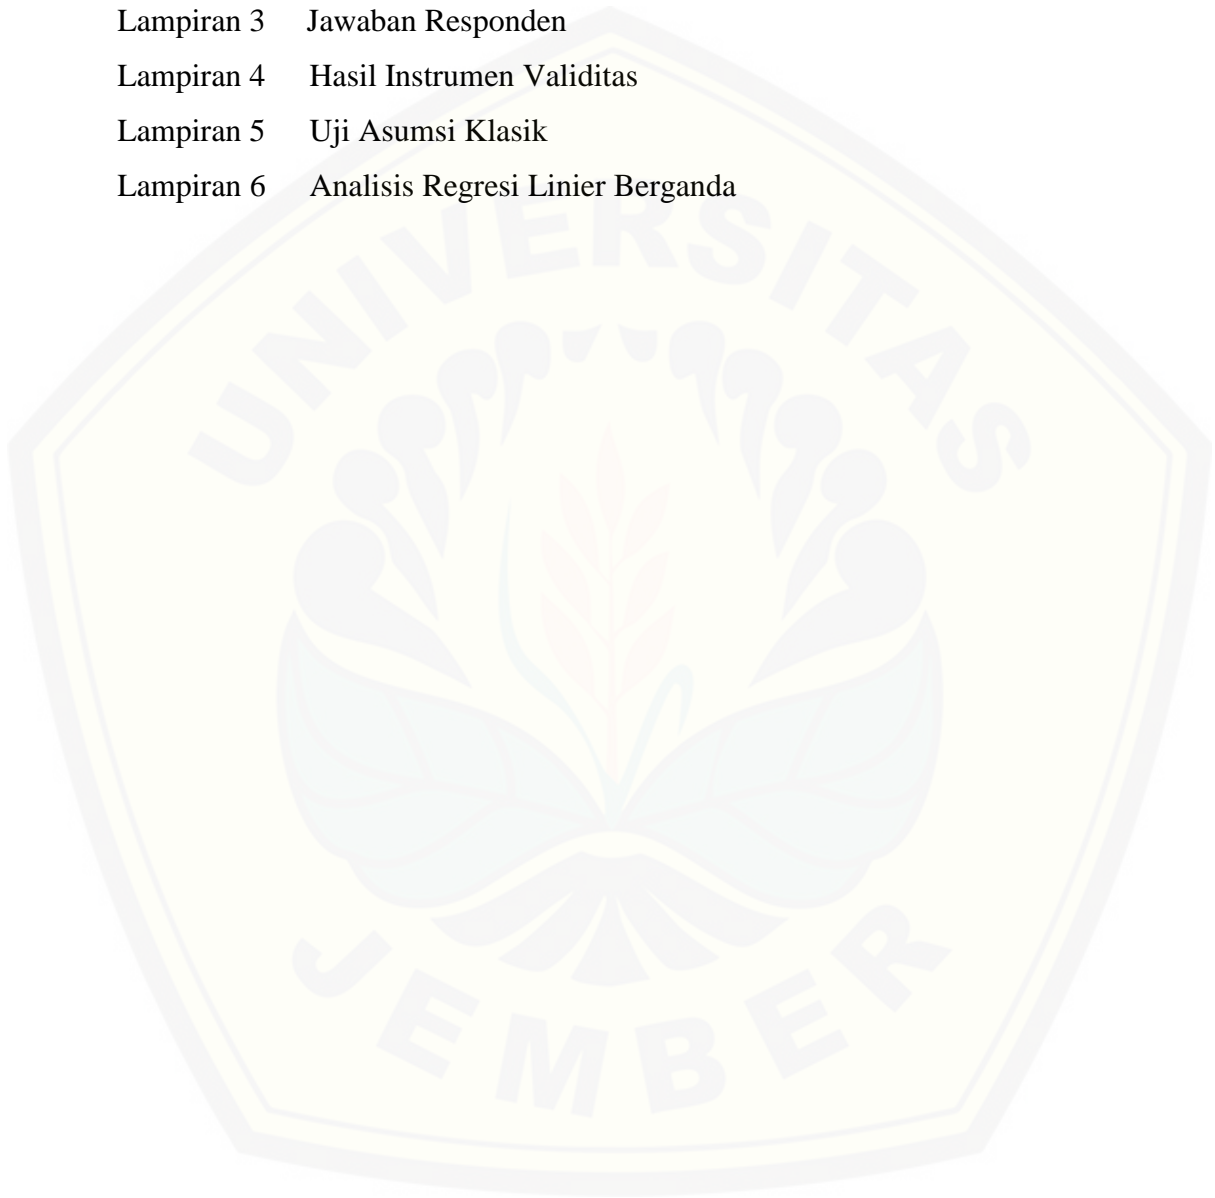 Lampiran 3 Jawaban Responden
Lampiran 4 Hasil Instrumen Validitas
Lampiran 5 Uji Asumsi Klasik
Lampiran 6 Analisis Regresi Linier Berganda
UNIVERSITAS
JEMBER